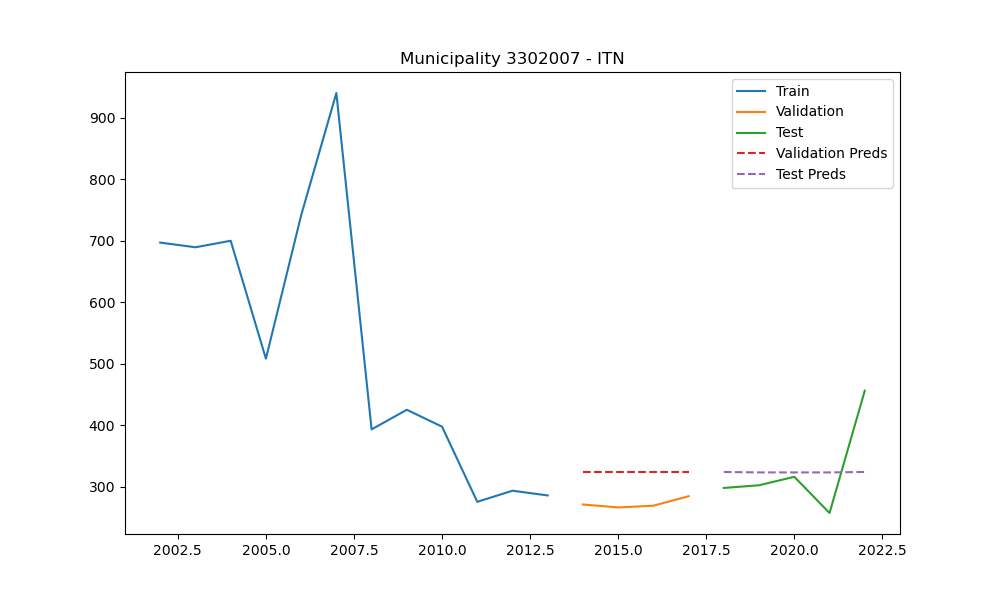 Municipality 3302007 - ITN
Train
Validation
Test
Validation Preds
Test Preds
900
800
700
600
500
400
300
2002.5 2005.0 2007.5 2010.0 2012.5 2015.0 2017.5 2020.0 2022.5